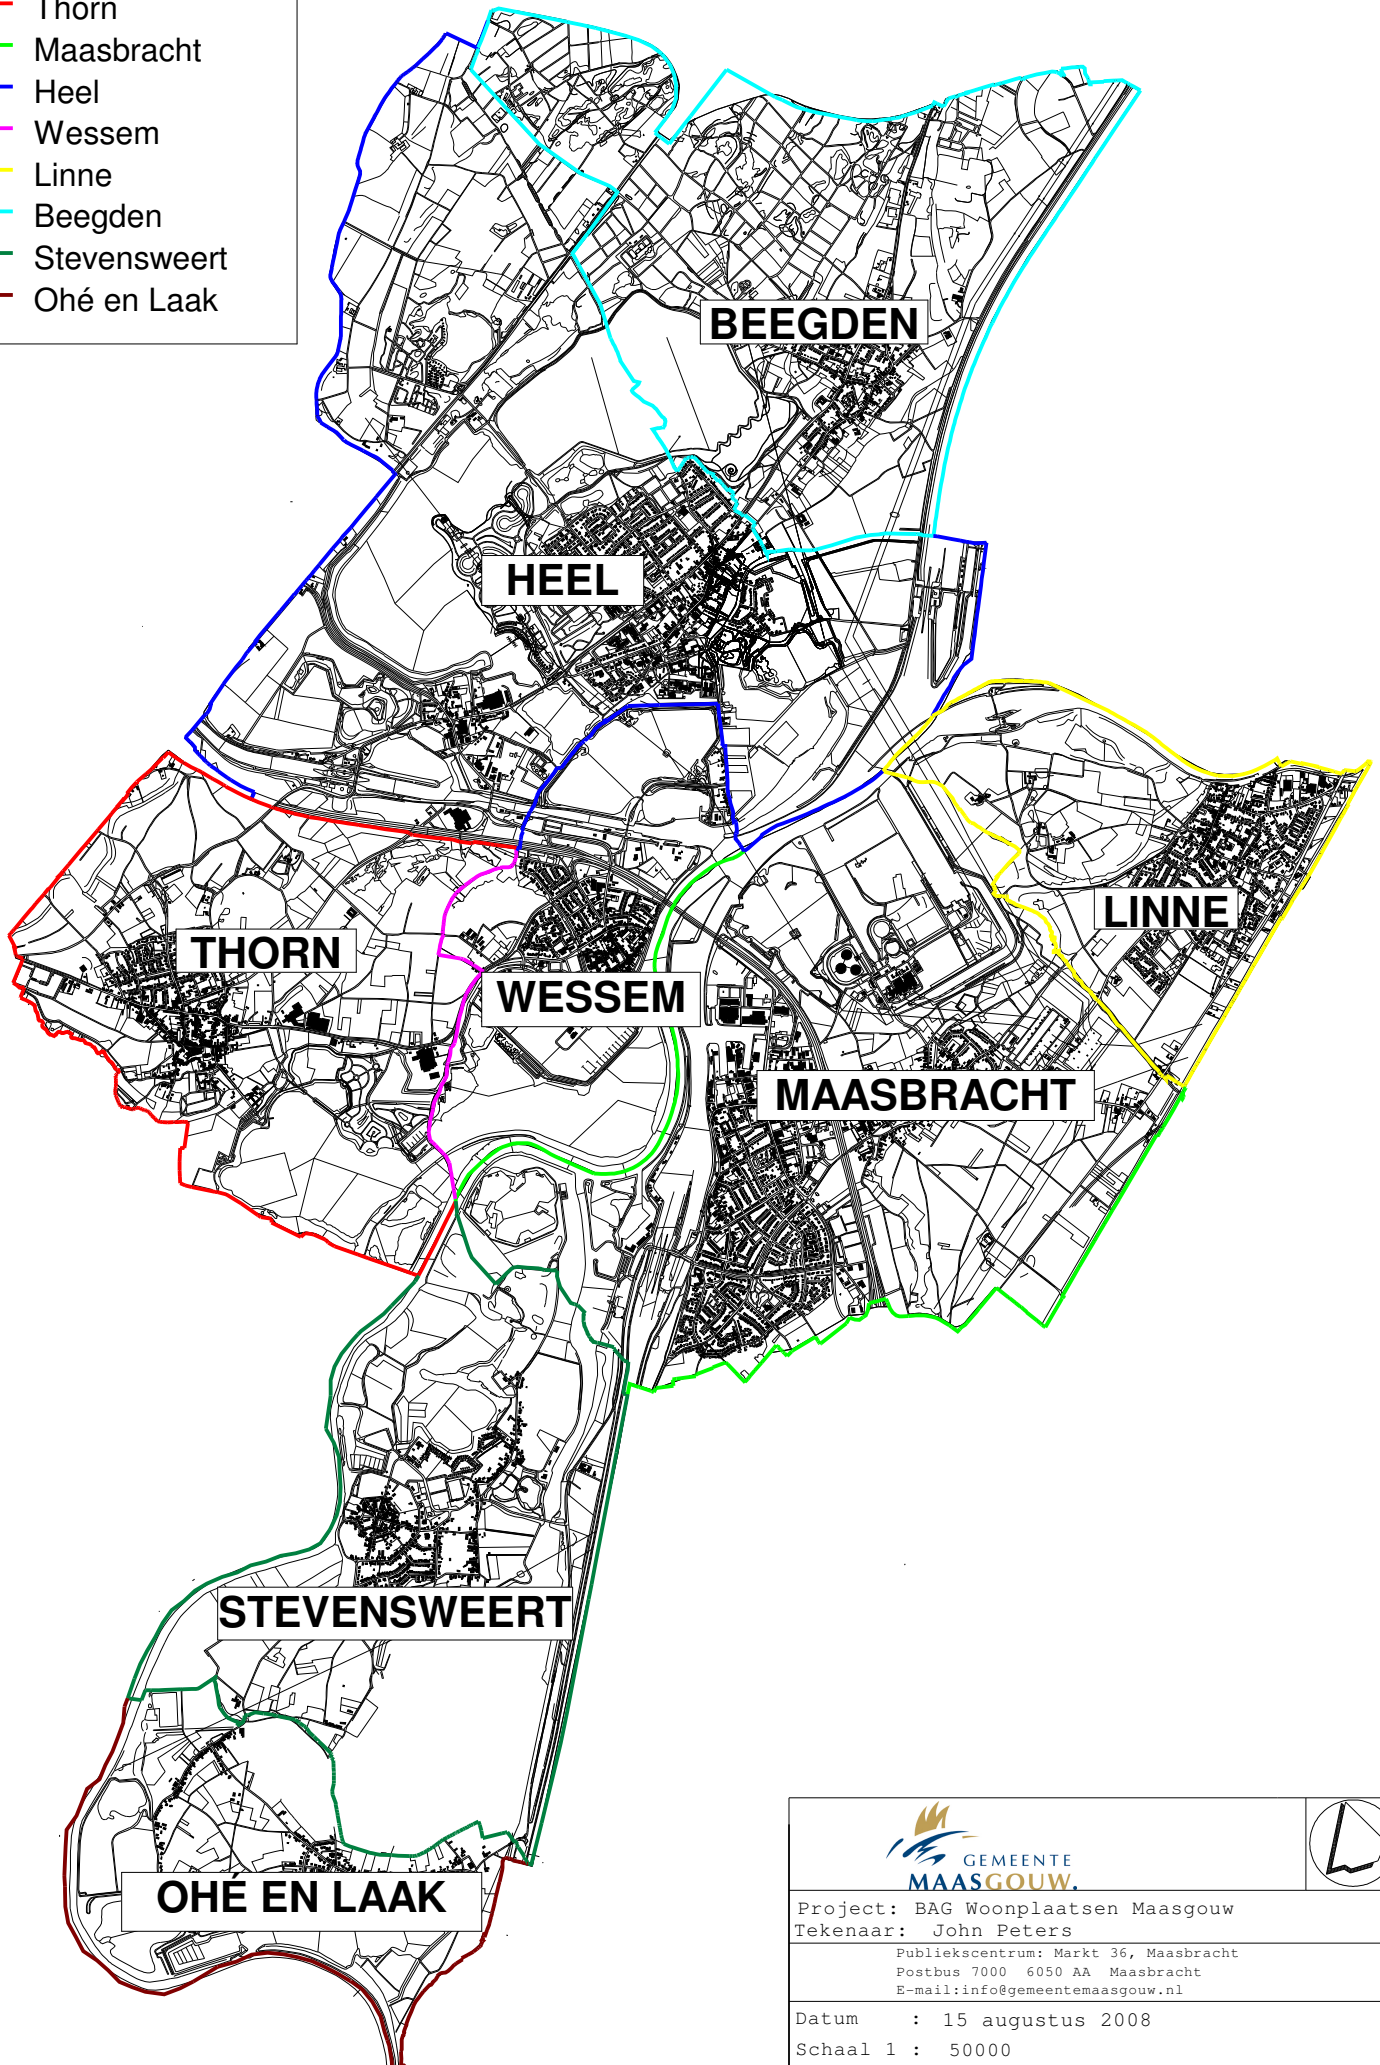 Thorn
Maasbracht
Heel
Wessem
Linne
Beegden
Stevensweert
Ohé en Laak
BEEGDEN
HEEL
LINNE
THORN
WESSEM
MAASBRACHT
STEVENSWEERT
OHÉ EN LAAK
GEMEENTE
MAASGOUW.
Project: BAG Woonplaatsen Maasgouw
Tekenaar: John Peters
Publiekscentrum: Markt 36, Maasbracht
Postbus 7000 6050 AA Maasbracht
E-mail:info@gemeentemaasgouw.nl
Datum : 15 augustus 2008
Schaal 1 : 50000